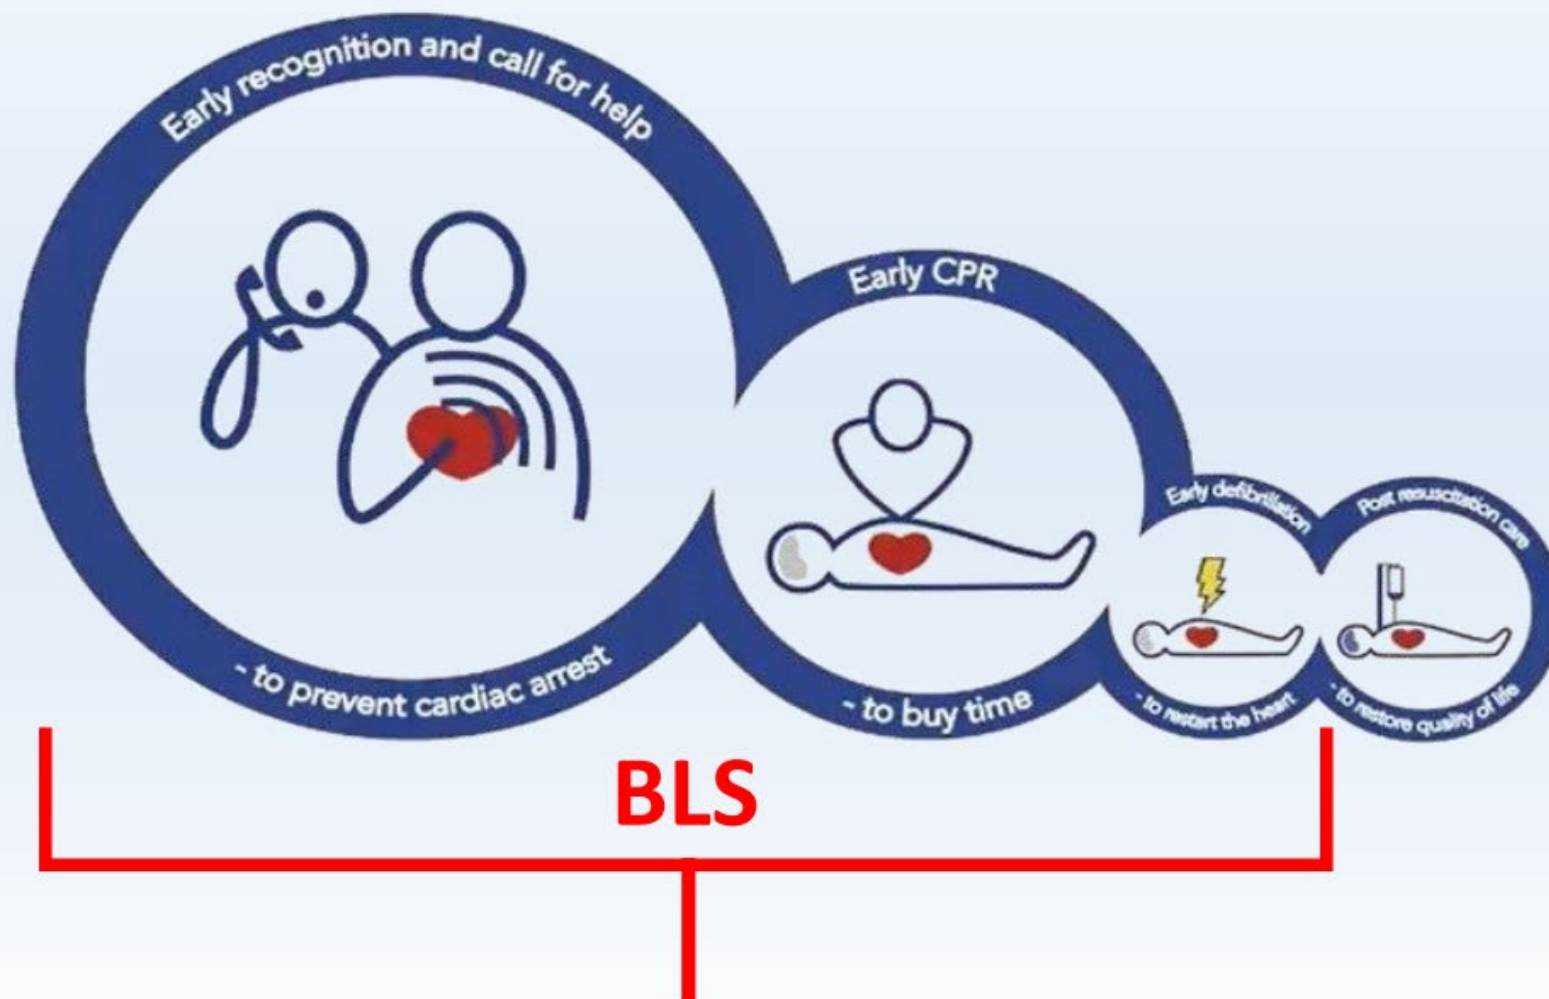 Early recognition and call for help
- to prevent cardiac arrest
Early CPR
- to buy time
Early defibrillation
- to restart the heart
Post resuscitation care
- to restore quality of life
BLS